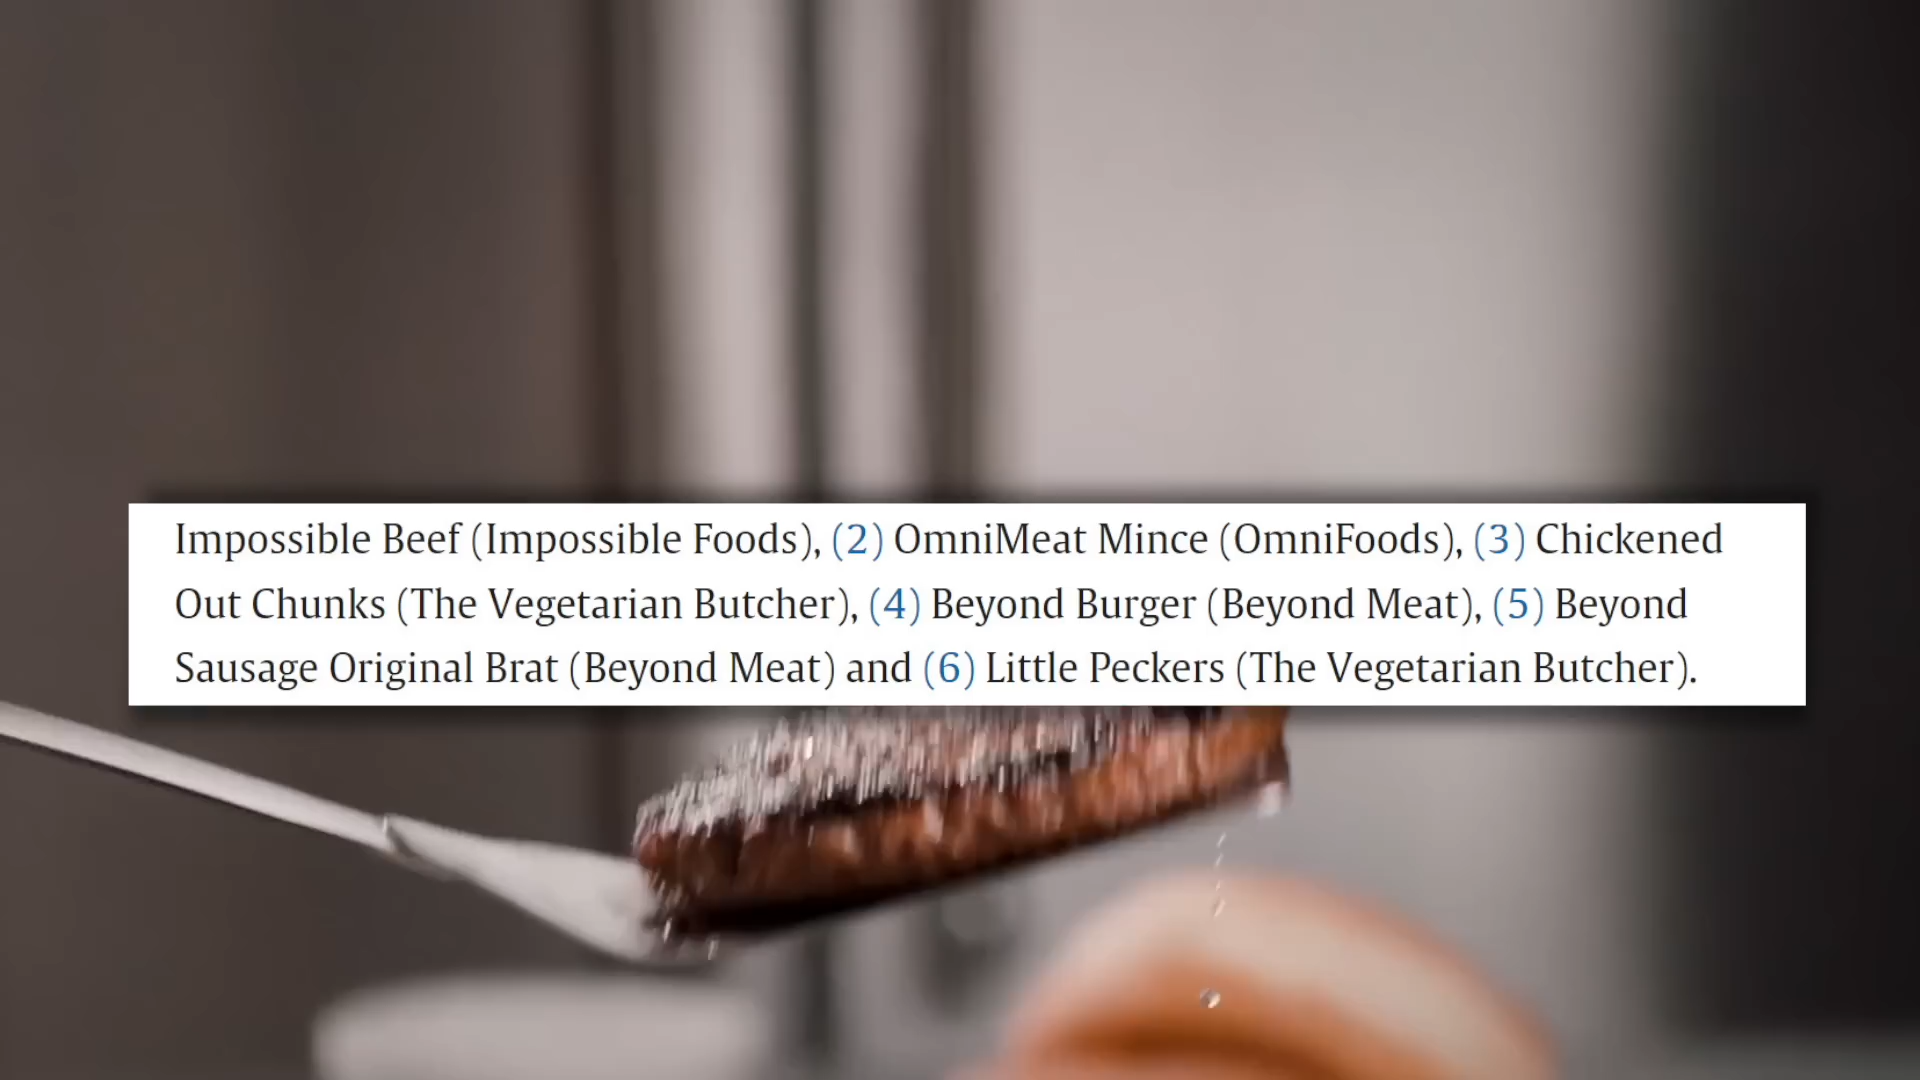 Impossible Beef (Impossible Foods), (2) OmniMeat Mince (OmniFoods), (3) Chickened
Out Chunks (The Vegetarian Butcher), (4) Beyond Burger (Beyond Meat), (5) Beyond
Sausage Original Brat (Beyond Meat) and (6) Little Peckers (The Vegetarian Butcher).